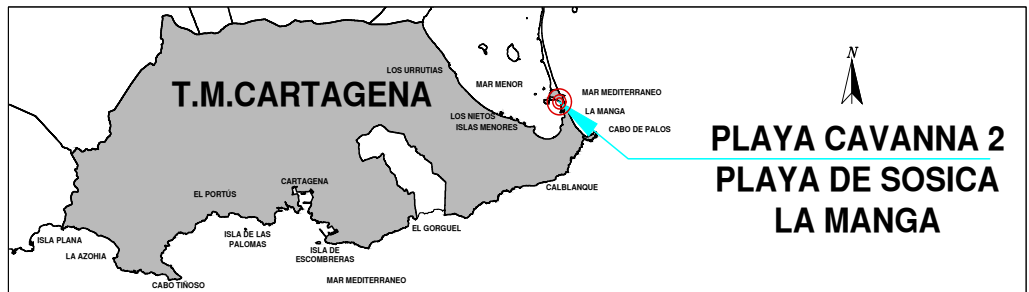 LOS URRUTIAS
T.M.CARTAGENA
MAR MENOR
MAR MEDITERRANEO
LA MANGA
LOS NIETOS
ISLAS MENORES
CABO DE PALOS
N
PLAYA CAVANNA 2
PLAYA DE SOSICA
LA MANGA
CARTAGENA
CALBLANQUE
EL PORTÚS
EL GORGUEL
ISLA DE LAS
PALOMAS
ISLA PLANA
LA AZOHIA
ISLA DE
ESCOMBRERAS
CABO TIÑOSO
MAR MEDITERRANEO